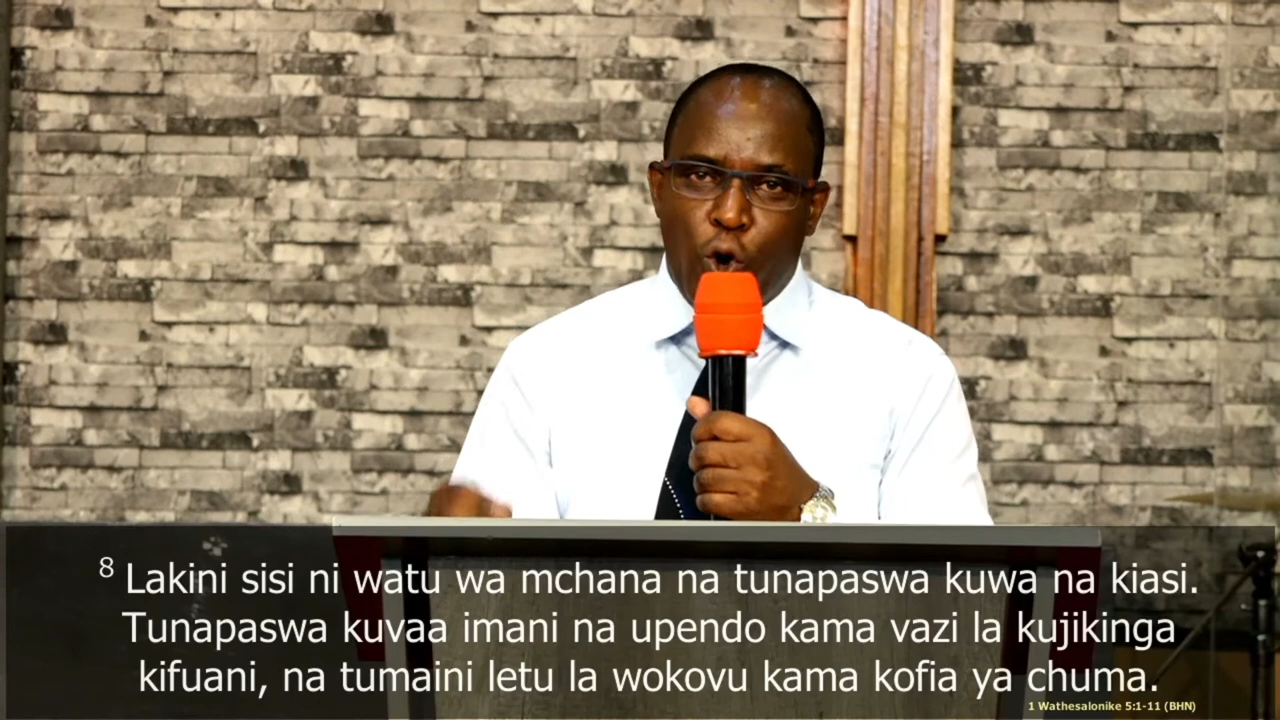 8 Lakini sisi ni watu wa mchana na tunapaswa kuwa na kiasi.
Tunapaswa kuvaa imani na upendo kama vazi la kujikinga
kifuani, na tumaini letu la wokovu kama kofia ya chuma.
1 Wathesalonike 5:1-11 (BHN)